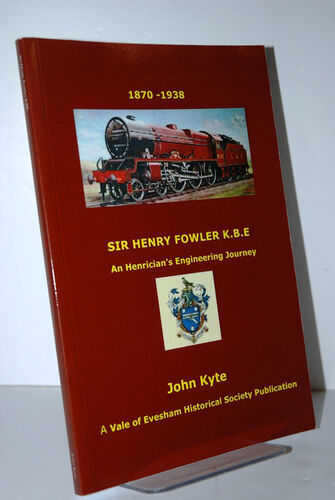 1870 -1938
SIR HENRY FOWLER K.B.E
An Henrician's Engineering Journey
John Kyte
A Vale of Evesham Historical Society Publication